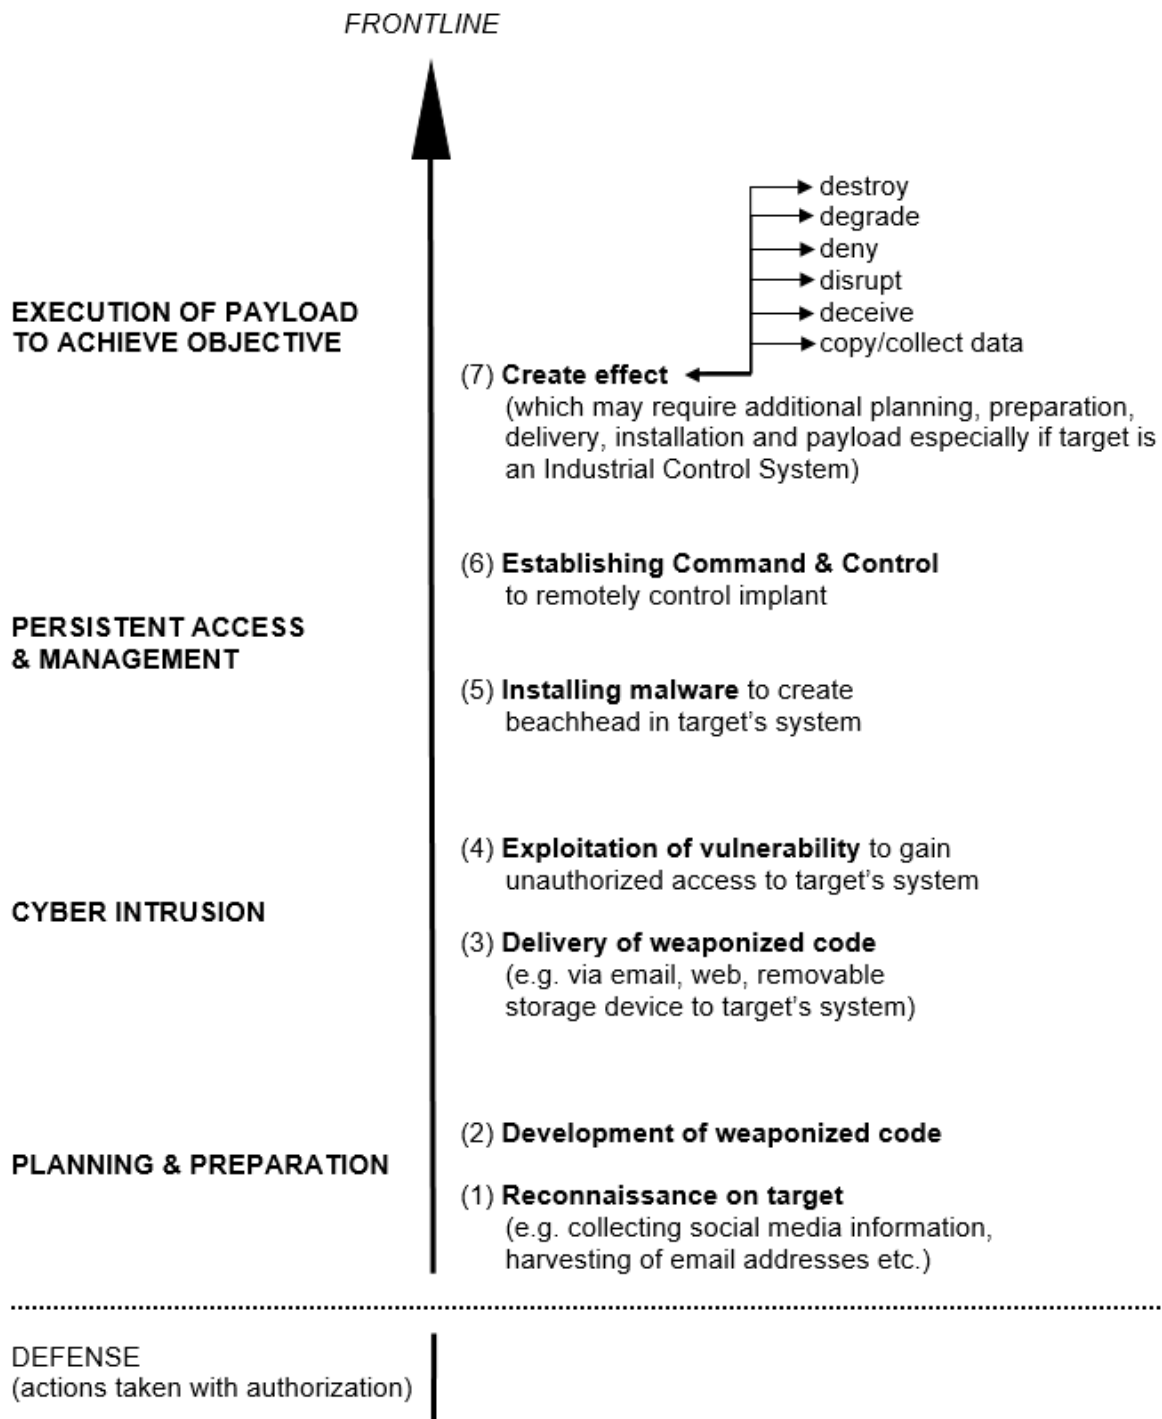 FRONTLINE
destroy
degrade
deny
disrupt
deceive
copy/collect data
EXECUTION OF PAYLOAD
TO ACHIEVE OBJECTIVE
(7) Create effect
(which may require additional planning, preparation,
delivery, installation and payload especially if target is
an Industrial Control System)
(6) Establishing Command & Control
to remotely control implant
PERSISTENT ACCESS
& MANAGEMENT
(5) Installing malware to create
beachhead in target's system
(4) Exploitation of vulnerability to gain
unauthorized access to target's system
CYBER INTRUSION
(3) Delivery of weaponized code
(e.g. via email, web, removable
storage device to target's system)
(2) Development of weaponized code
PLANNING & PREPARATION
(1) Reconnaissance on target
(e.g. collecting social media information,
harvesting of email addresses etc.)
DEFENSE
(actions taken with authorization)